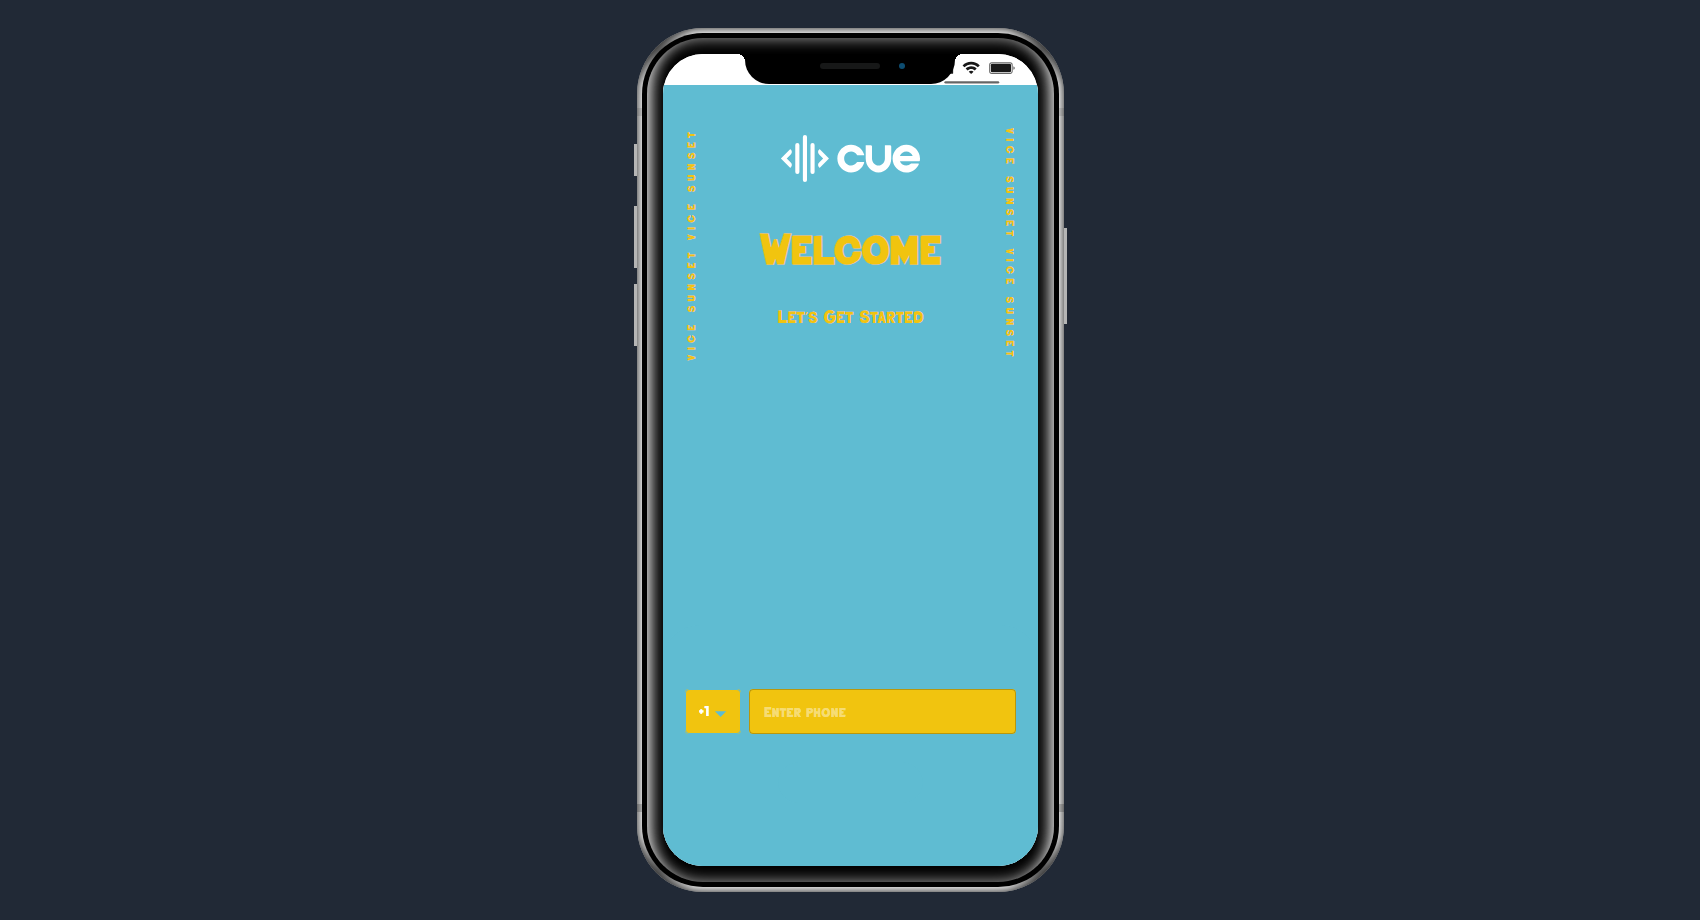 cue
VICE SUNSET VICE SUNSET
VICE SUNSET VICE SUNSET
Welcome
Let's Get Started
+1
Enter phone